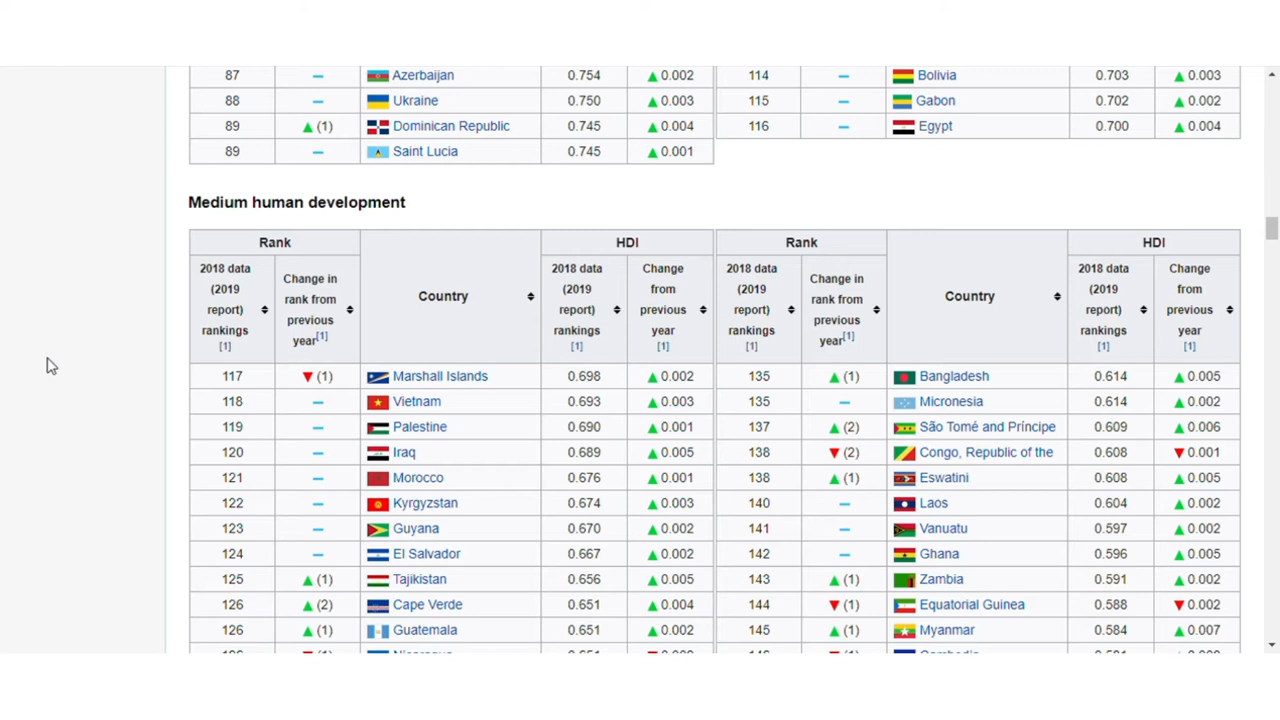 87 – Azerbaijan 0.754 ▲ 0.002 114 – Bolivia 0.703 ▲ 0.003
88 – Ukraine 0.750 ▲ 0.003 115 – Gabon 0.702 ▲ 0.002
89 ▲ (1) Dominican Republic 0.745 ▲ 0.004 116 – Egypt 0.700 ▲ 0.004
89 – Saint Lucia 0.745 ▲ 0.001
Medium human development
Rank Country HDI Rank Country HDI
2018 data (2019 report) rankings [1] Change in rank from previous year[1] 2018 data (2019 report) rankings [1] Change from previous year [1] 2018 data (2019 report) rankings [1] Change in rank from previous year[1] 2018 data (2019 report) rankings [1] Change from previous year [1]
117 ▼ (1) Marshall Islands 0.698 ▲ 0.002 135 ▲ (1) Bangladesh 0.614 ▲ 0.005
118 – Vietnam 0.693 ▲ 0.003 135 – Micronesia 0.614 ▲ 0.002
119 – Palestine 0.690 ▲ 0.001 137 ▲ (2) São Tomé and Príncipe 0.609 ▲ 0.006
120 – Iraq 0.689 ▲ 0.005 138 ▼ (2) Congo, Republic of the 0.608 ▼ 0.001
121 – Morocco 0.676 ▲ 0.001 138 ▲ (1) Eswatini 0.608 ▲ 0.005
122 – Kyrgyzstan 0.674 ▲ 0.003 140 – Laos 0.604 ▲ 0.002
123 – Guyana 0.670 ▲ 0.002 141 – Vanuatu 0.597 ▲ 0.002
124 – El Salvador 0.667 ▲ 0.002 142 – Ghana 0.596 ▲ 0.005
125 ▲ (1) Tajikistan 0.656 ▲ 0.005 143 ▲ (1) Zambia 0.591 ▲ 0.002
126 ▲ (2) Cape Verde 0.651 ▲ 0.004 144 ▼ (1) Equatorial Guinea 0.588 ▼ 0.002
126 ▲ (1) Guatemala 0.651 ▲ 0.002 145 ▲ (1) Myanmar 0.584 ▲ 0.007